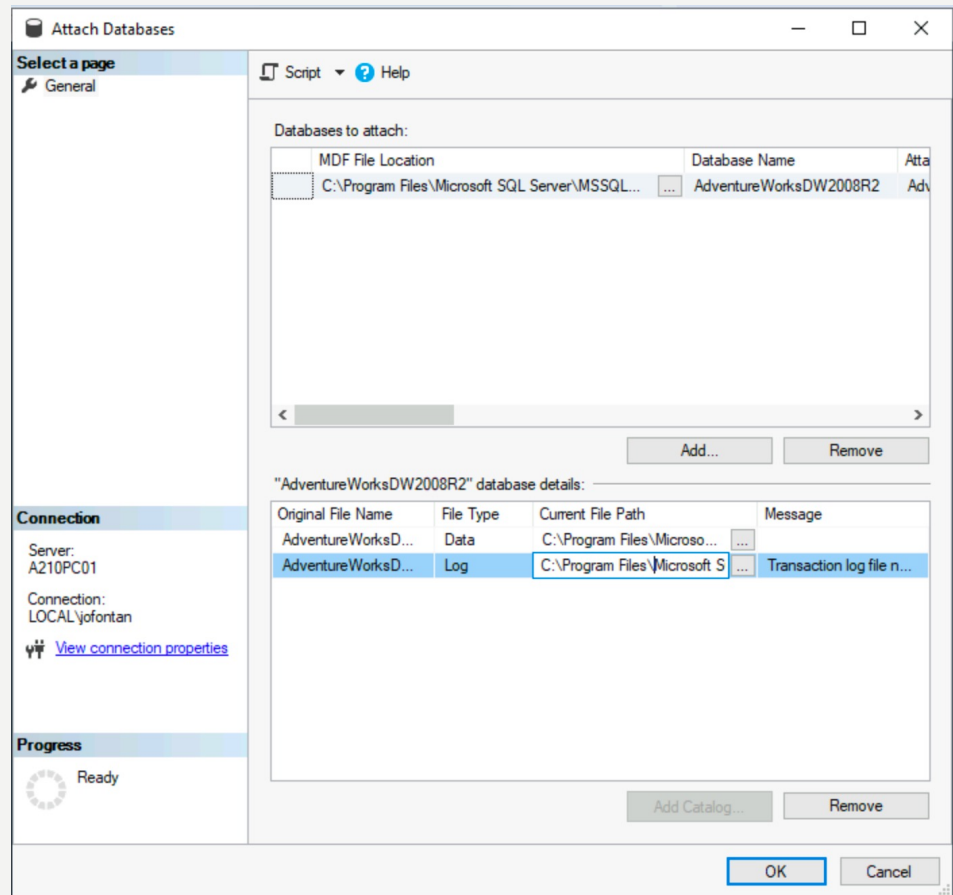 Attach Databases
Select a page
General
Script Help
Databases to attach:
MDF File Location Database Name Atta
C:\Program Files\Microsoft SQL Server\MSSQL... ... AdventureWorksDW2008R2 Adv
Add... Remove
"AdventureWorksDW2008R2" database details:
Original File Name File Type Current File Path Message
AdventureWorksD... Data C:\Program Files\Microso... ...
AdventureWorksD... Log C:\Program Files\Microsoft S ... Transaction log file n...
Connection
Server:
A210PC01
Connection:
LOCAL\jofontan
View connection properties
Progress
Ready
Add Catalog... Remove
OK Cancel